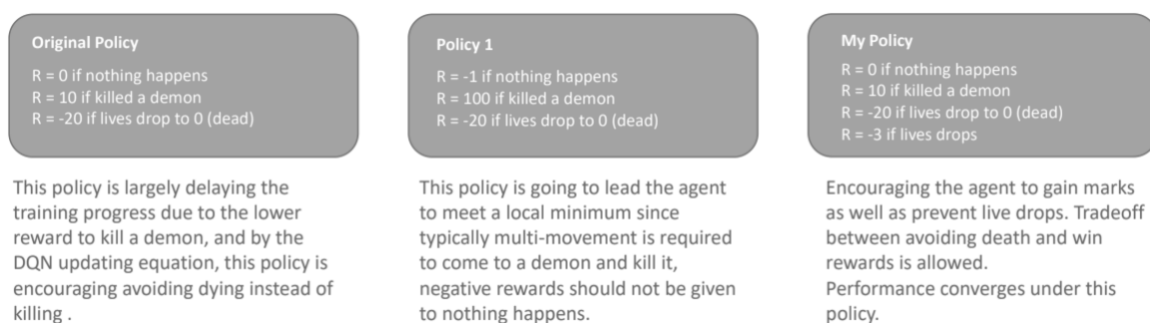 Original Policy
R = 0 if nothing happens
R = 10 if killed a demon
R = -20 if lives drop to 0 (dead)
This policy is largely delaying the
training progress due to the lower
reward to kill a demon, and by the
DQN updating equation, this policy is
encouraging avoiding dying instead of
killing .
Policy 1
R = -1 if nothing happens
R = 100 if killed a demon
R = -20 if lives drop to 0 (dead)
This policy is going to lead the agent
to meet a local minimum since
typically multi-movement is required
to come to a demon and kill it,
negative rewards should not be given
to nothing happens.
My Policy
R = 0 if nothing happens
R = 10 if killed a demon
R = -20 if lives drop to 0 (dead)
R = -3 if lives drops
Encouraging the agent to gain marks
as well as prevent live drops. Tradeoff
between avoiding death and win
rewards is allowed.
Performance converges under this
policy.